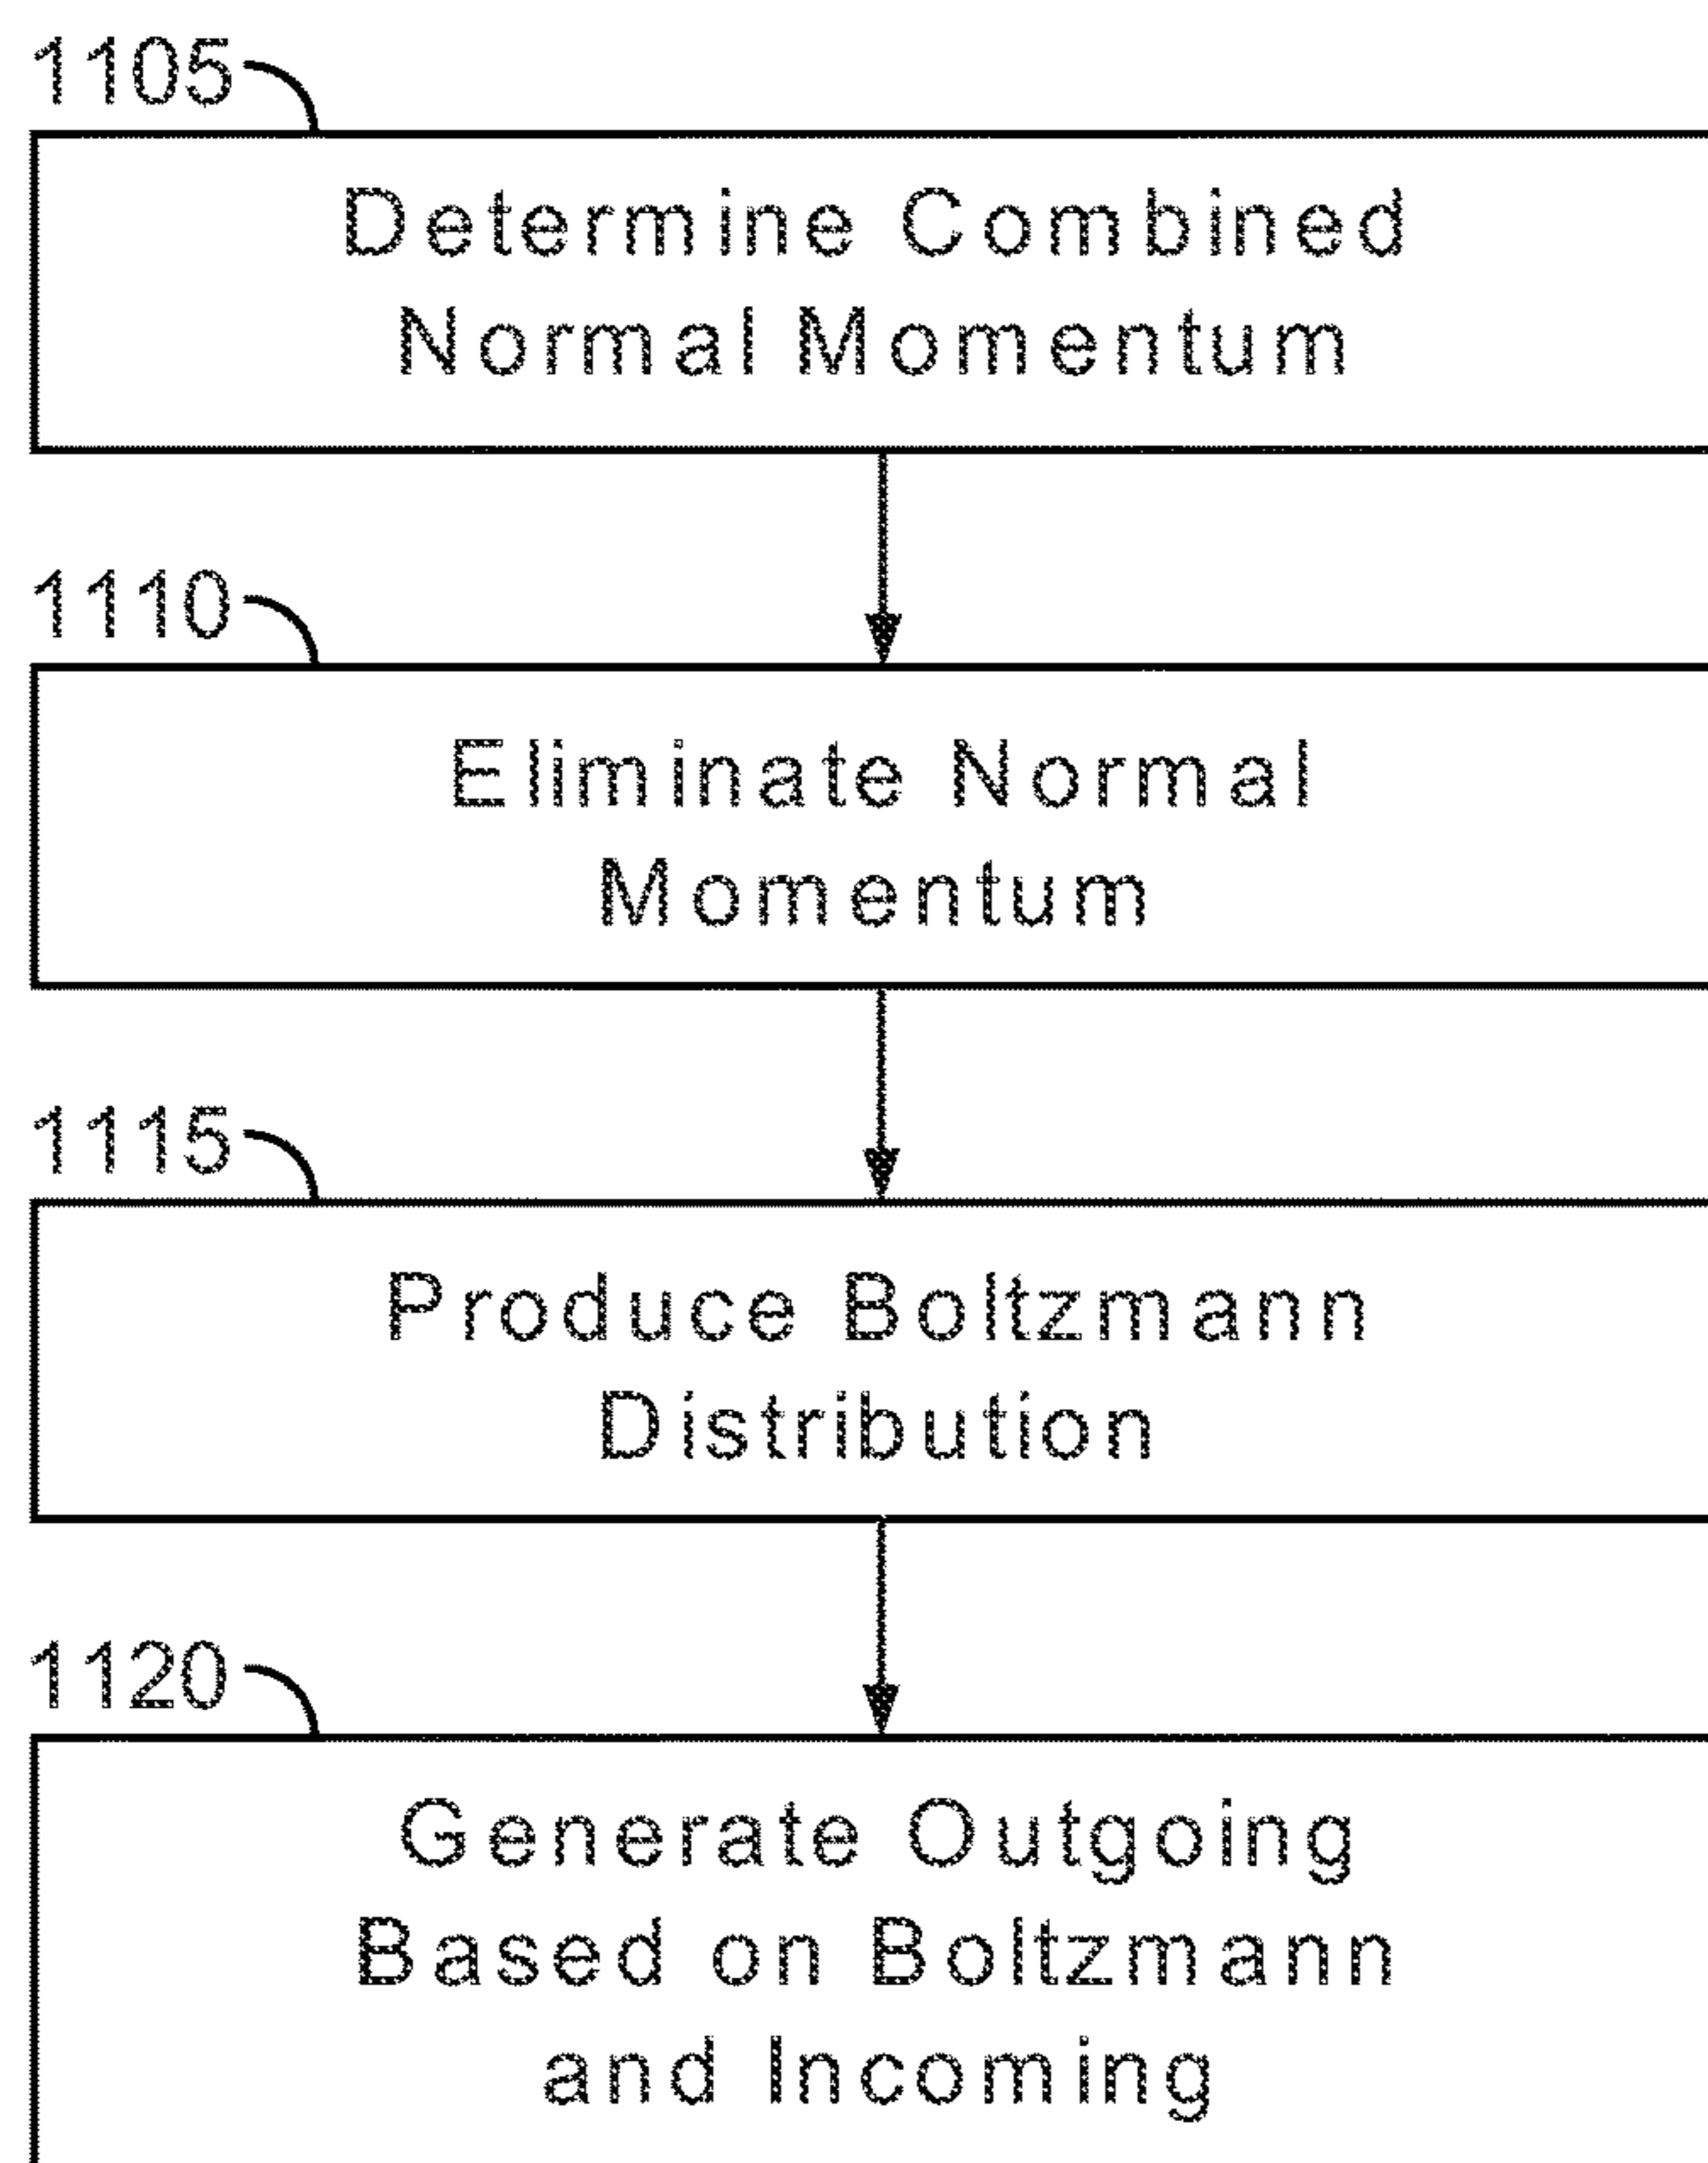 1105
Determine Combined
Normal Momentum
1110
Eliminate Normal
Momentum
1115
Produce Boltzmann
Distribution
1120
Generate Outgoing
Based on Boltzmann
and Incoming